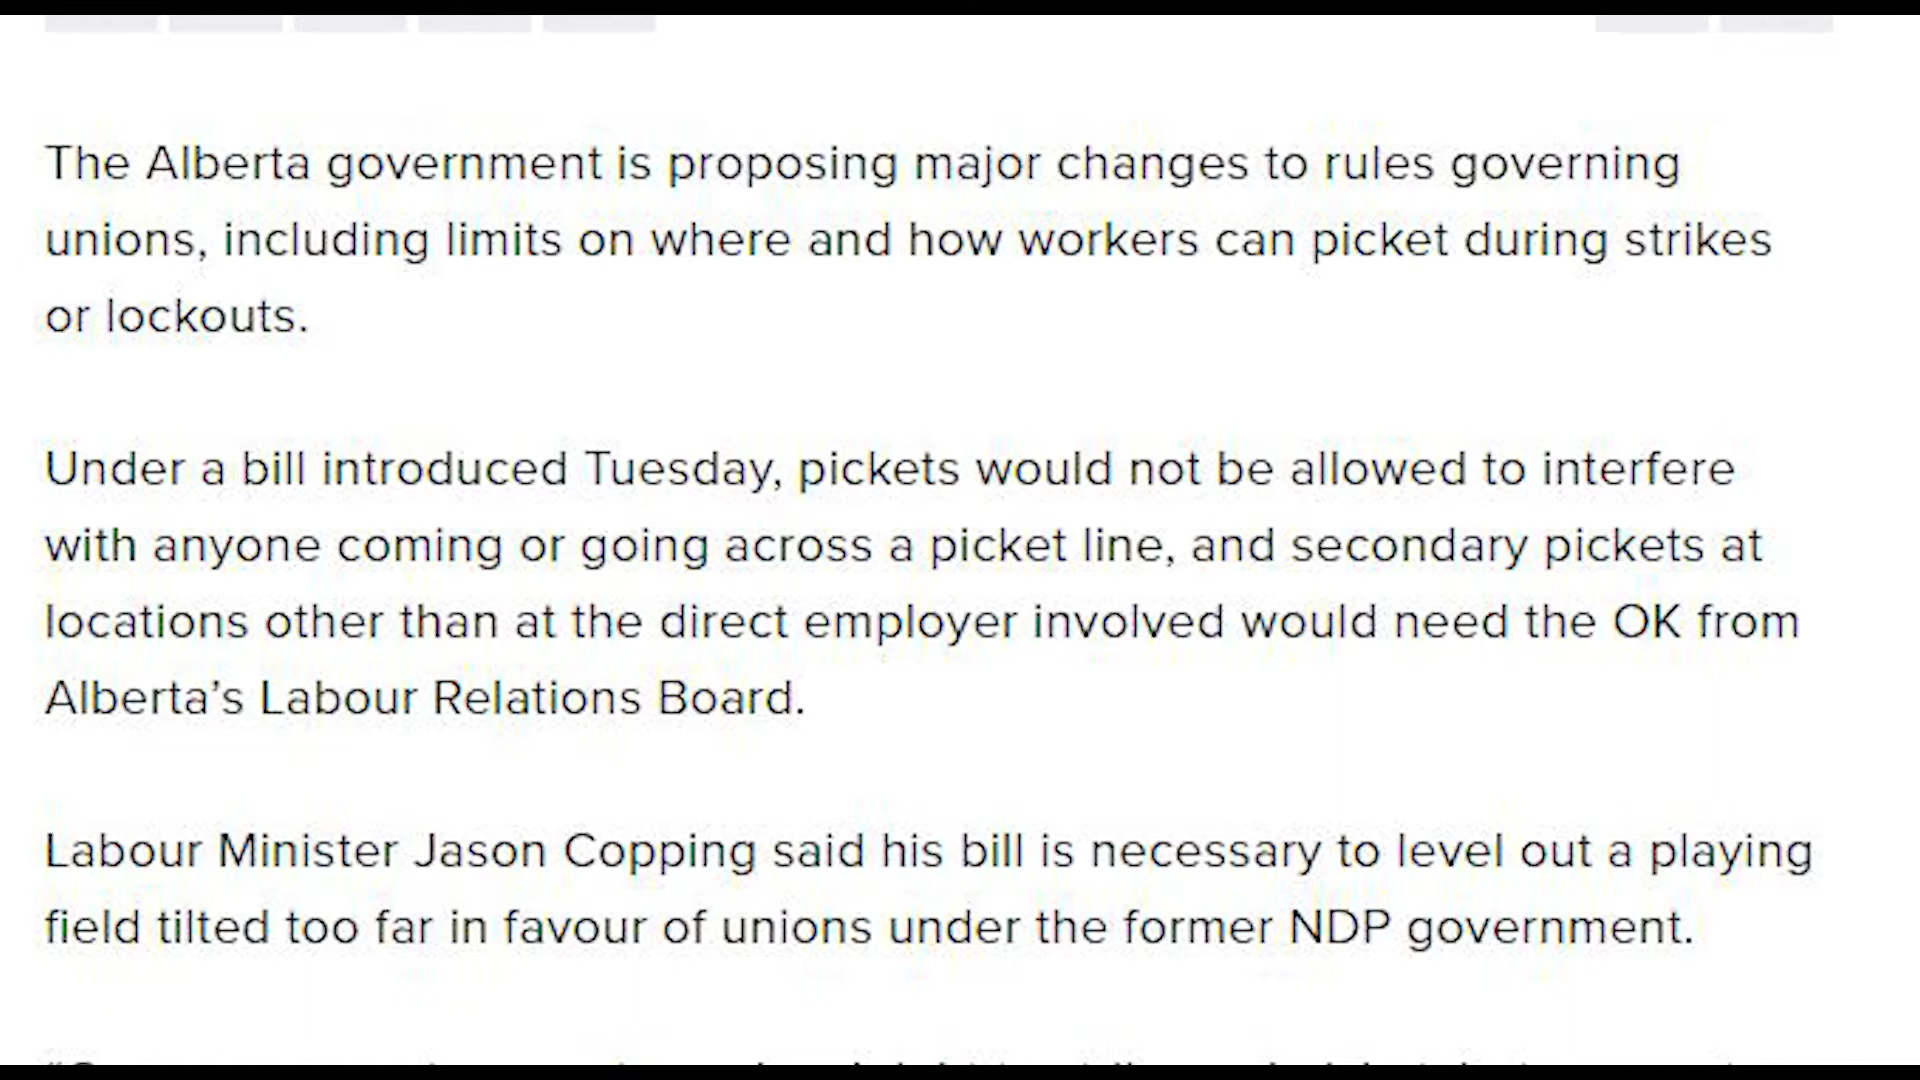 The Alberta government is proposing major changes to rules governing
unions, including limits on where and how workers can picket during strikes
or lockouts.
Under a bill introduced Tuesday, pickets would not be allowed to interfere
with anyone coming or going across a picket line, and secondary pickets at
locations other than at the direct employer involved would need the OK from
Alberta’s Labour Relations Board.
Labour Minister Jason Copping said his bill is necessary to level out a playing
field tilted too far in favour of unions under the former NDP government.